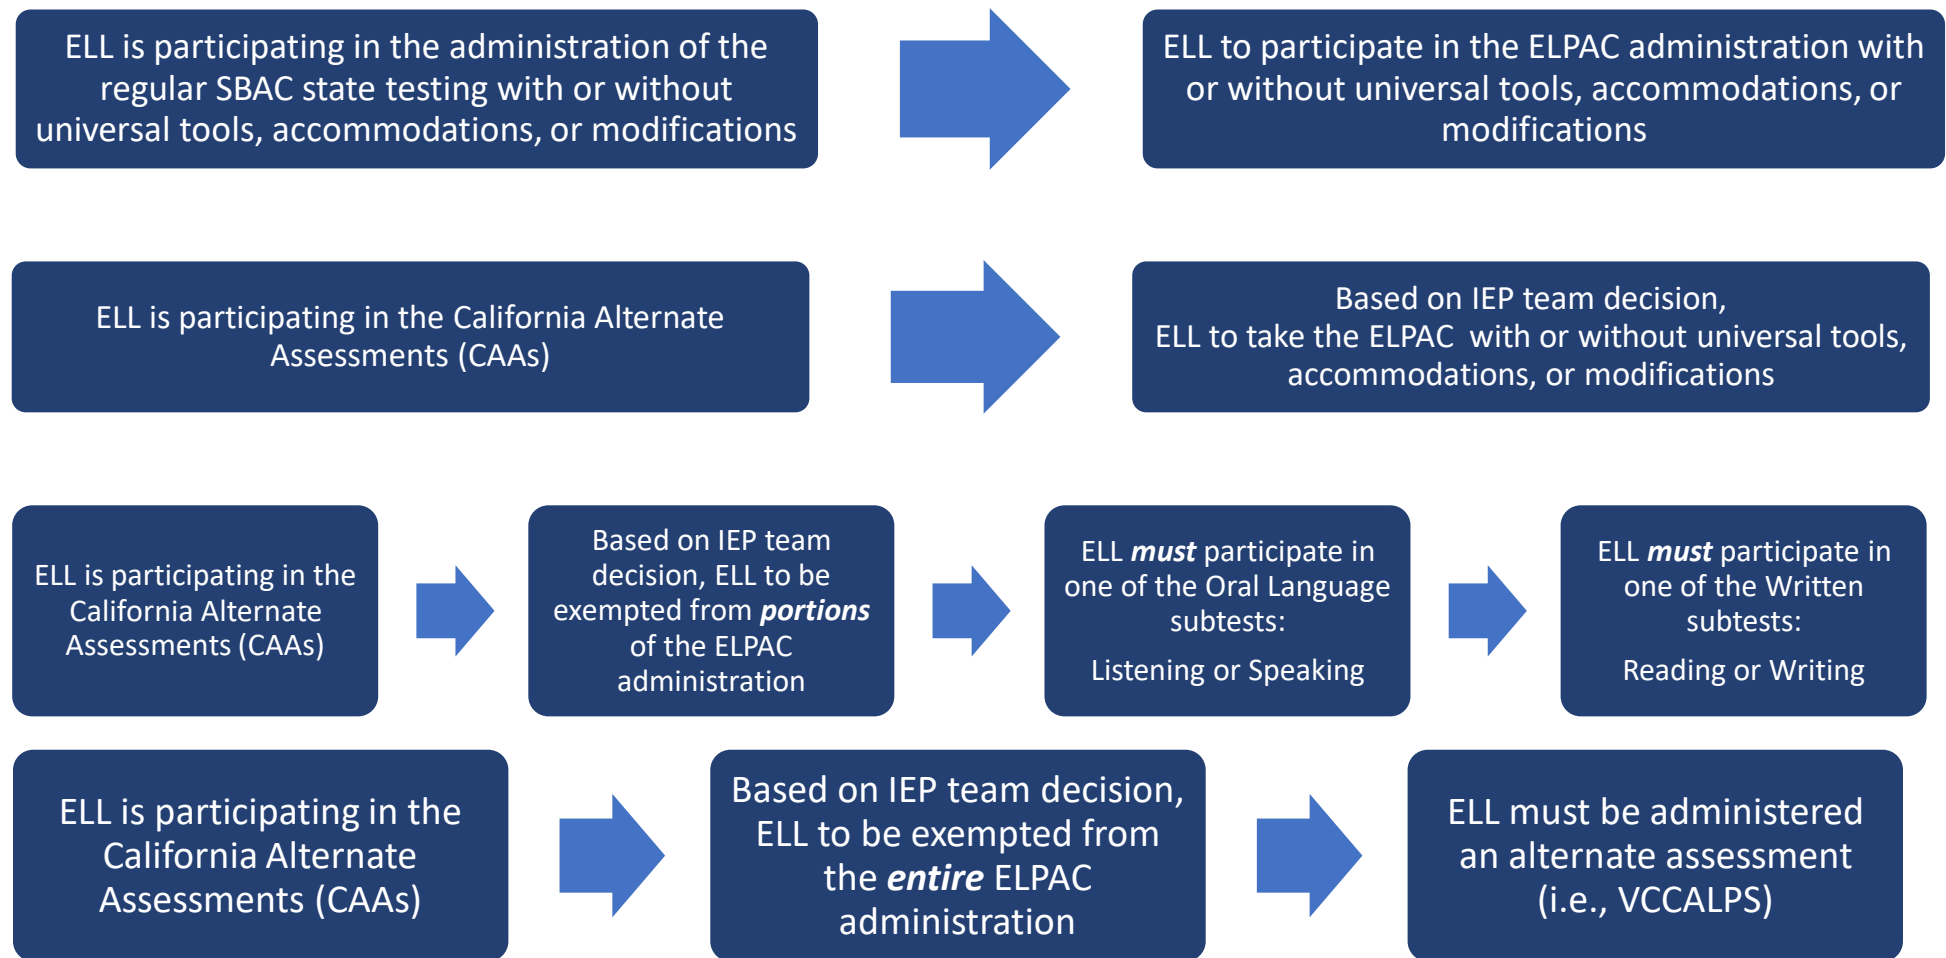 ELL is participating in the administration of the
regular SBAC state testing with or without
universal tools, accommodations, or modifications
ELL to participate in the ELPAC administration with
or without universal tools, accommodations, or
modifications
ELL is participating in the California Alternate
Assessments (CAAs)
Based on IEP team decision,
ELL to take the ELPAC with or without universal tools,
accommodations, or modifications
ELL is participating in the
California Alternate
Assessments (CAAs)
Based on IEP team
decision, ELL to be
exempted from portions
of the ELPAC
administration
ELL must participate in
one of the Oral Language
subtests:
Listening or Speaking
ELL must participate in
one of the Written
subtests:
Reading or Writing
ELL is participating in the
California Alternate
Assessments (CAAs)
Based on IEP team decision,
ELL to be exempted from
the entire ELPAC
administration
ELL must be administered
an alternate assessment
(i.e., VCCALPS)